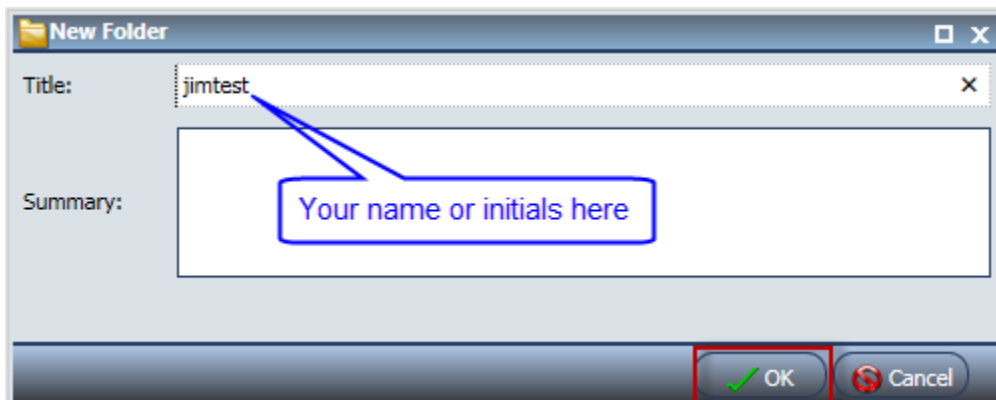 New Folder
Title:
jimtest
Summary:
Your name or initials here
OK
Cancel